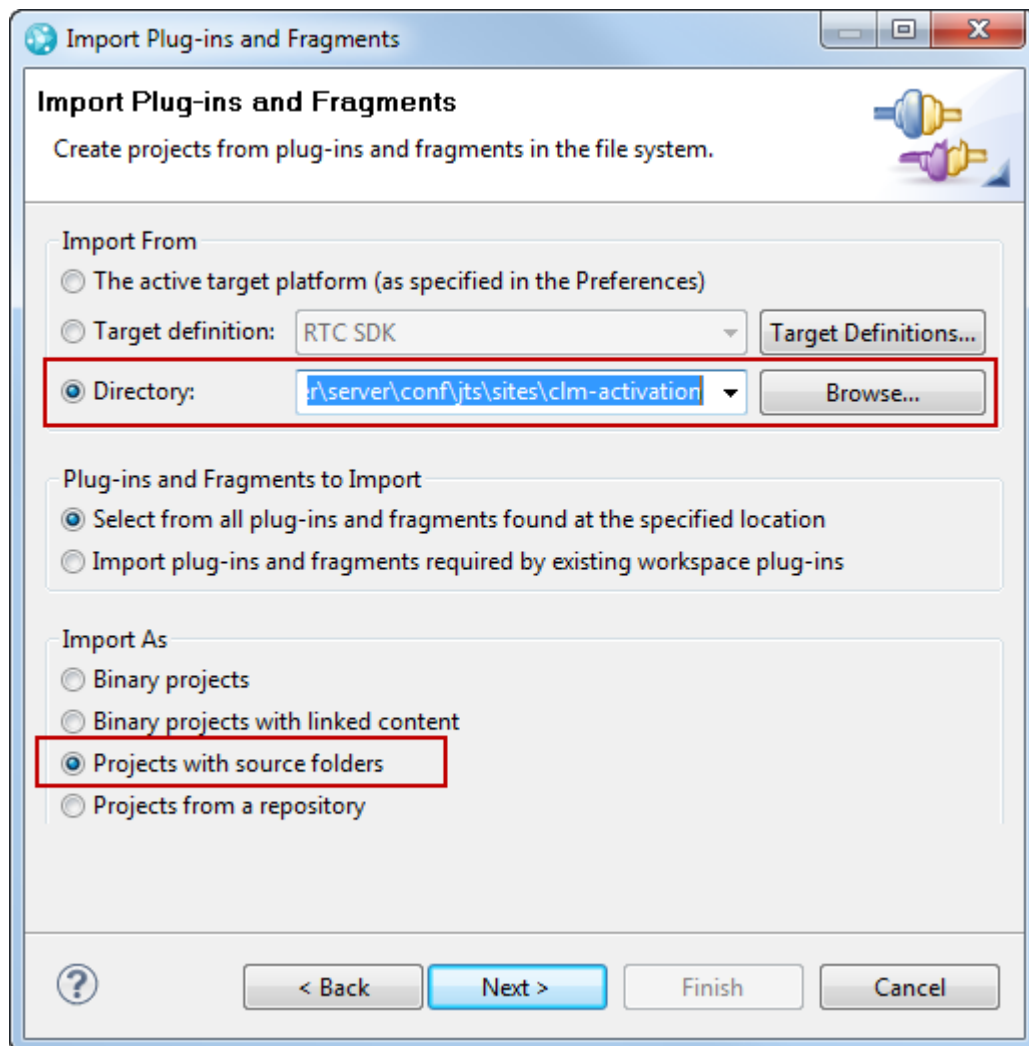 Import Plug-ins and Fragments
Import Plug-ins and Fragments
Create projects from plug-ins and fragments in the file system.
Import From
The active target platform (as specified in the Preferences)
Target definition: RTC SDK Target Definitions...
Directory: r\server\conf\jts\sites\clm-activation Browse...
Plug-ins and Fragments to Import
Select from all plug-ins and fragments found at the specified location
Import plug-ins and fragments required by existing workspace plug-ins
Import As
Binary projects
Binary projects with linked content
Projects with source folders
Projects from a repository
? < Back Next > Finish Cancel